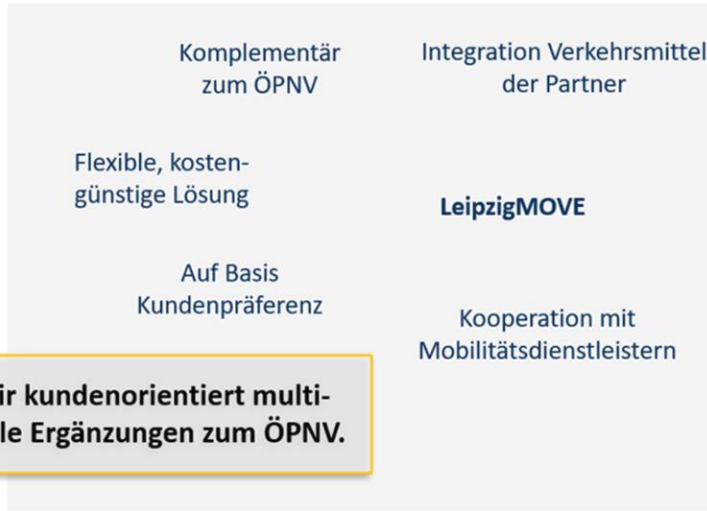 Komplementär
zum ÖPNV
Integration Verkehrsmittel
der Partner
Flexible, kosten-
günstige Lösung
LeipzigMOVE
Auf Basis
Kundenpräferenz
Kooperation mit
Mobilitätsdienstleistern
kundenorientiert multi-
Ergänzungen zum ÖPNV.